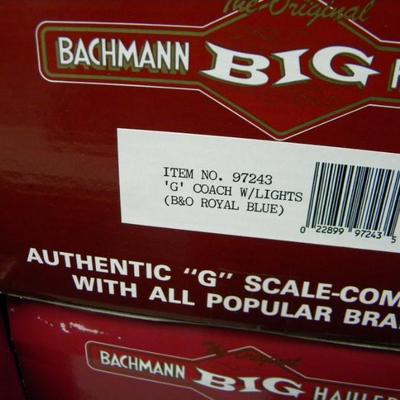 The Original
BACHMANN BIG H
ITEM NO. 97243
'G' COACH W/LIGHTS
(B&O ROYAL BLUE)
0 22899 97243 5
AUTHENTIC "G" SCALE-COM
WITH ALL POPULAR BRA
The Original
BACHMANN BIG HAULE